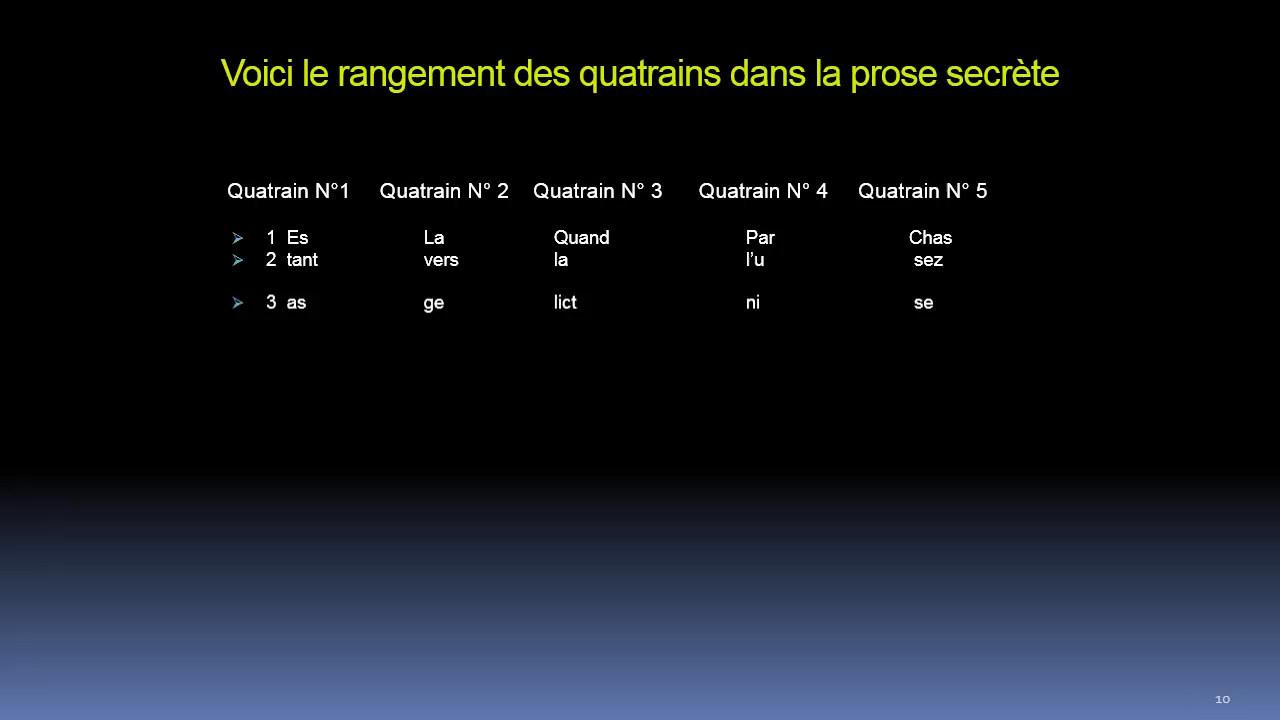 Voici le rangement des quatrains dans la prose secrète
Quatrain N°1 Quatrain N° 2 Quatrain N° 3 Quatrain N° 4 Quatrain N° 5
1 Es La Quand Par Chas
2 tant vers la l’u sez
3 as ge lict ni se
10